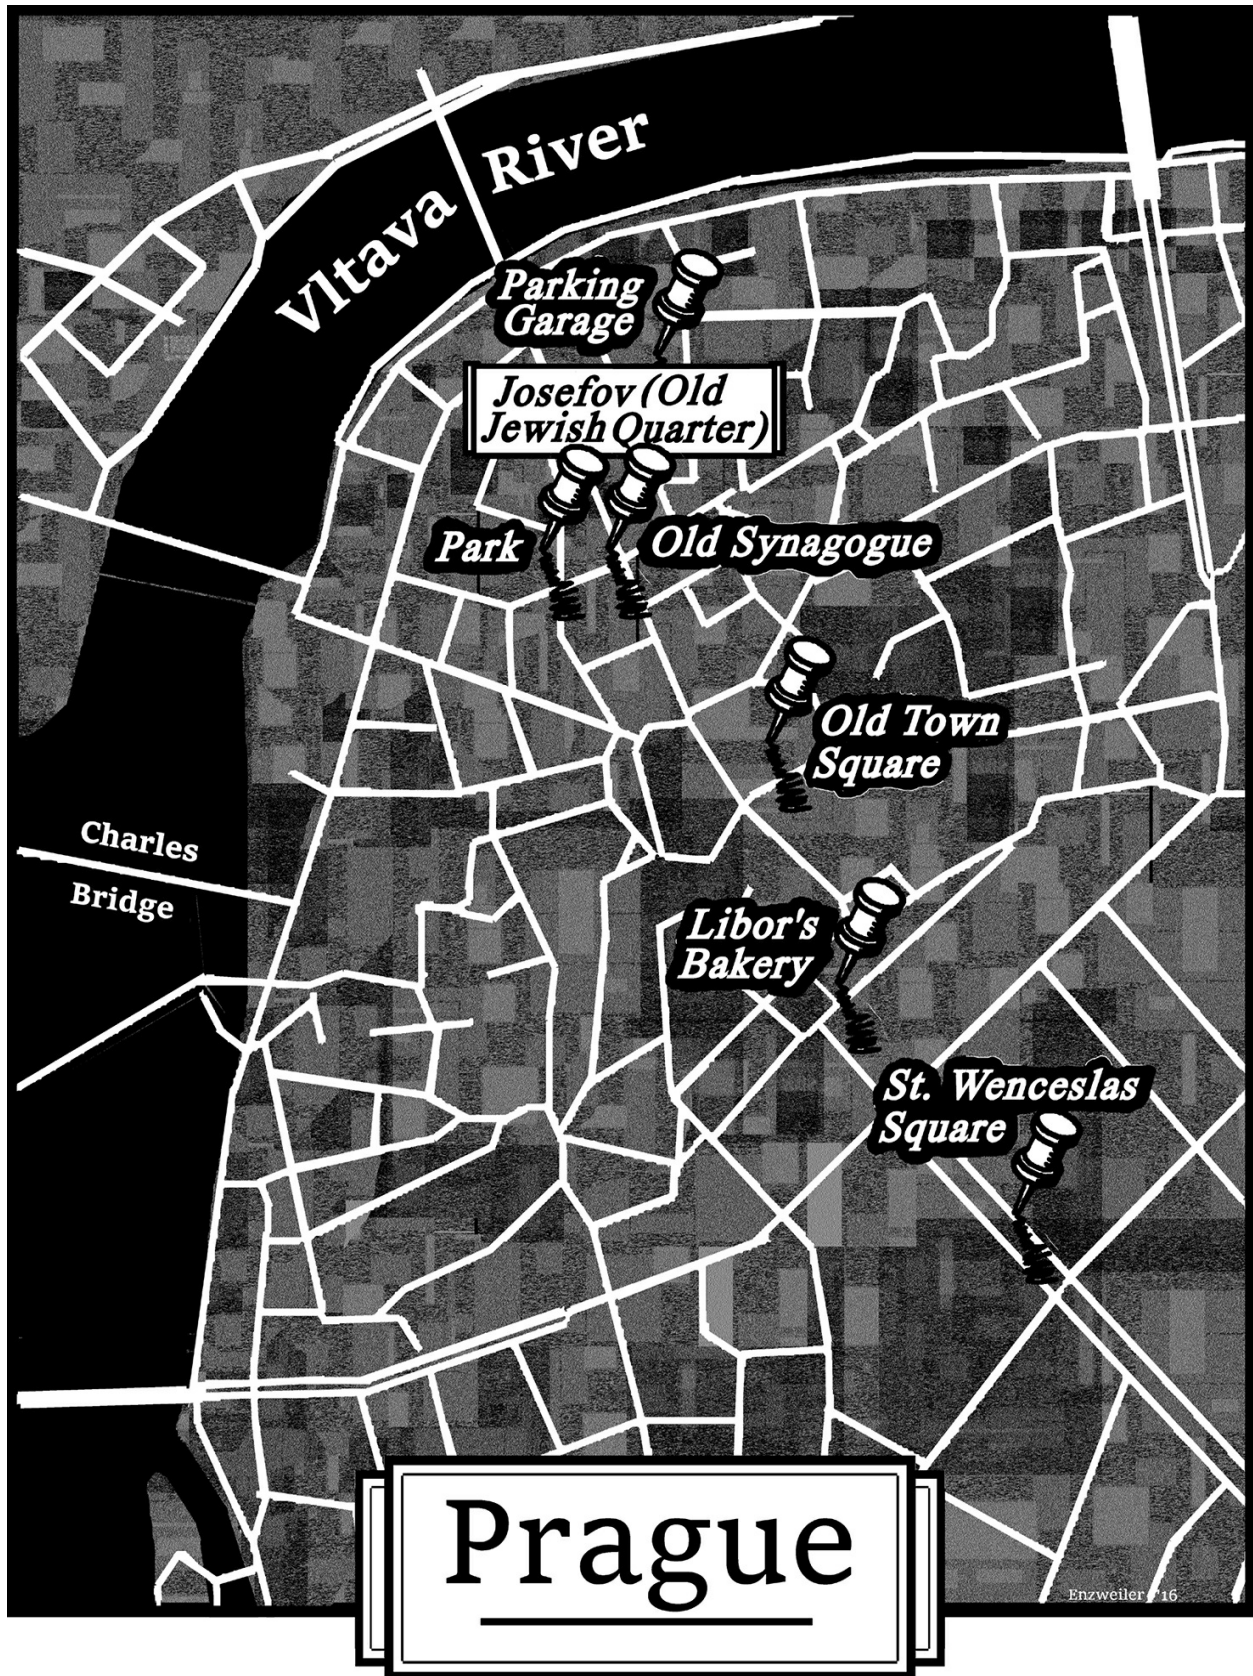 Vltava River
Parking
Garage
Josefov (Old
Jewish Quarter)
Park
Old Synagogue
Old Town
Square
Charles
Bridge
Libor's
Bakery
St. Wenceslas
Square
Prague
Enzweiler '16